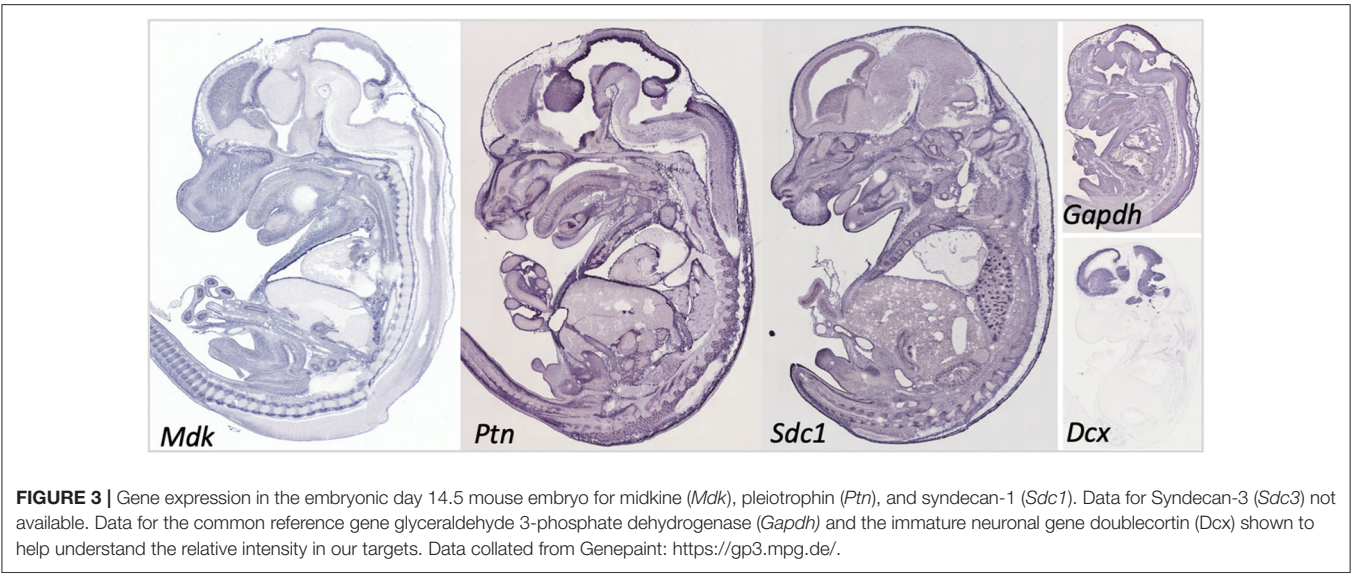 Mdk
Ptn
Sdc1
Gapdh
Dcx
FIGURE 3 | Gene expression in the embryonic day 14.5 mouse embryo for midkine (Mdk), pleiotrophin (Ptn), and syndecan-1 (Sdc1). Data for Syndecan-3 (Sdc3) not
available. Data for the common reference gene glyceraldehyde 3-phosphate dehydrogenase (Gapdh) and the immature neuronal gene doublecortin (Dcx) shown to
help understand the relative intensity in our targets. Data collated from Genepaint: https://gp3.mpg.de/.